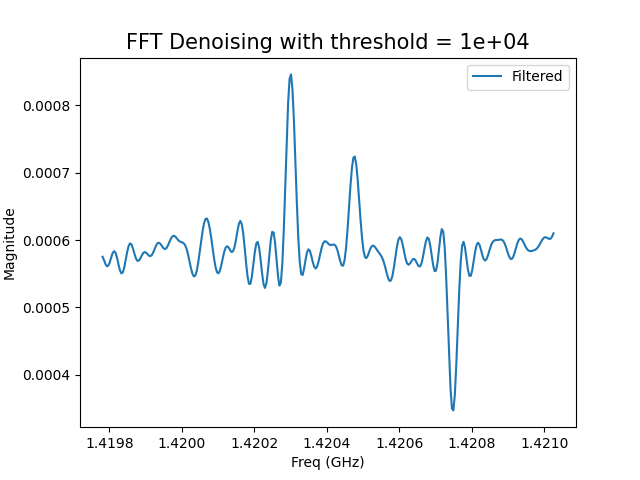 FFT Denoising with threshold = 1e+04
Filtered
0.0008
0.0007
0.0006
0.0005
0.0004
Magnitude
1.4198 1.4200 1.4202 1.4204 1.4206 1.4208 1.4210
Freq (GHz)